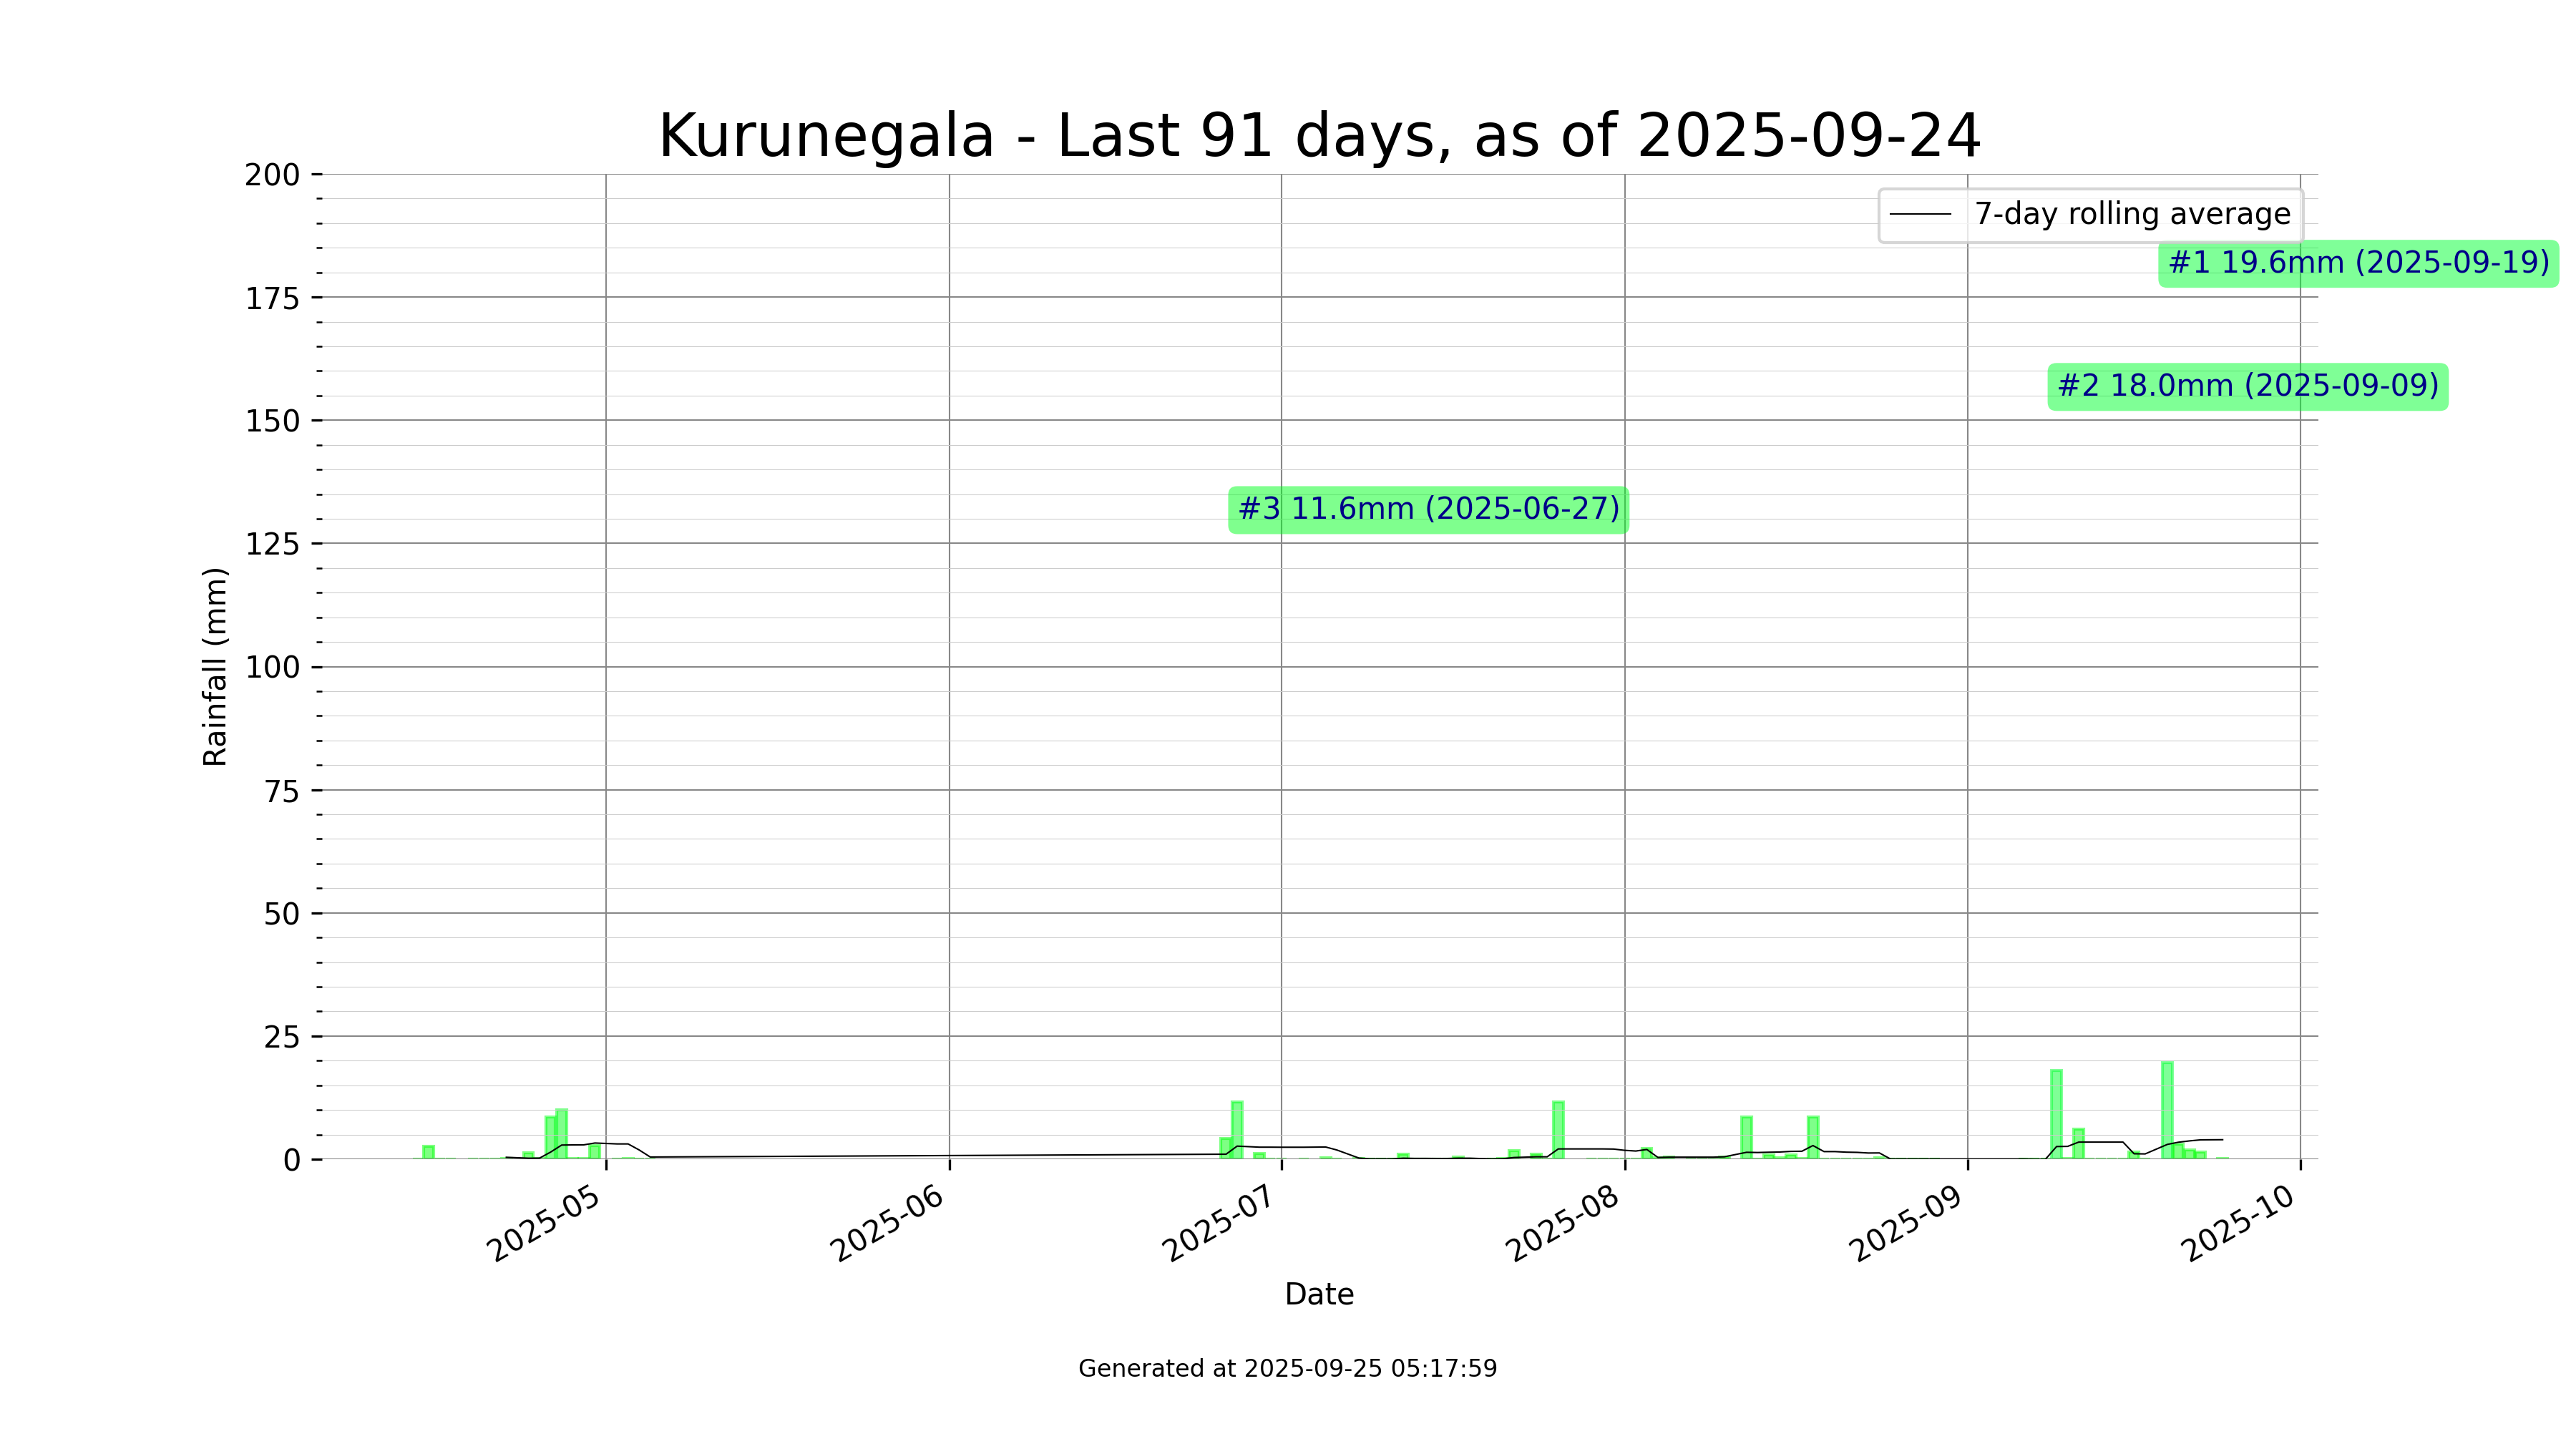 Kurunegala - Last 91 days, as of 2025-09-24
7-day rolling average
#1 19.6mm (2025-09-19)
#2 18.0mm (2025-09-09)
#3 11.6mm (2025-06-27)
Rainfall (mm)
200
175
150
125
100
75
50
25
0
2025-05
2025-06
2025-07
2025-08
2025-09
2025-10
Date
Generated at 2025-09-25 05:17:59